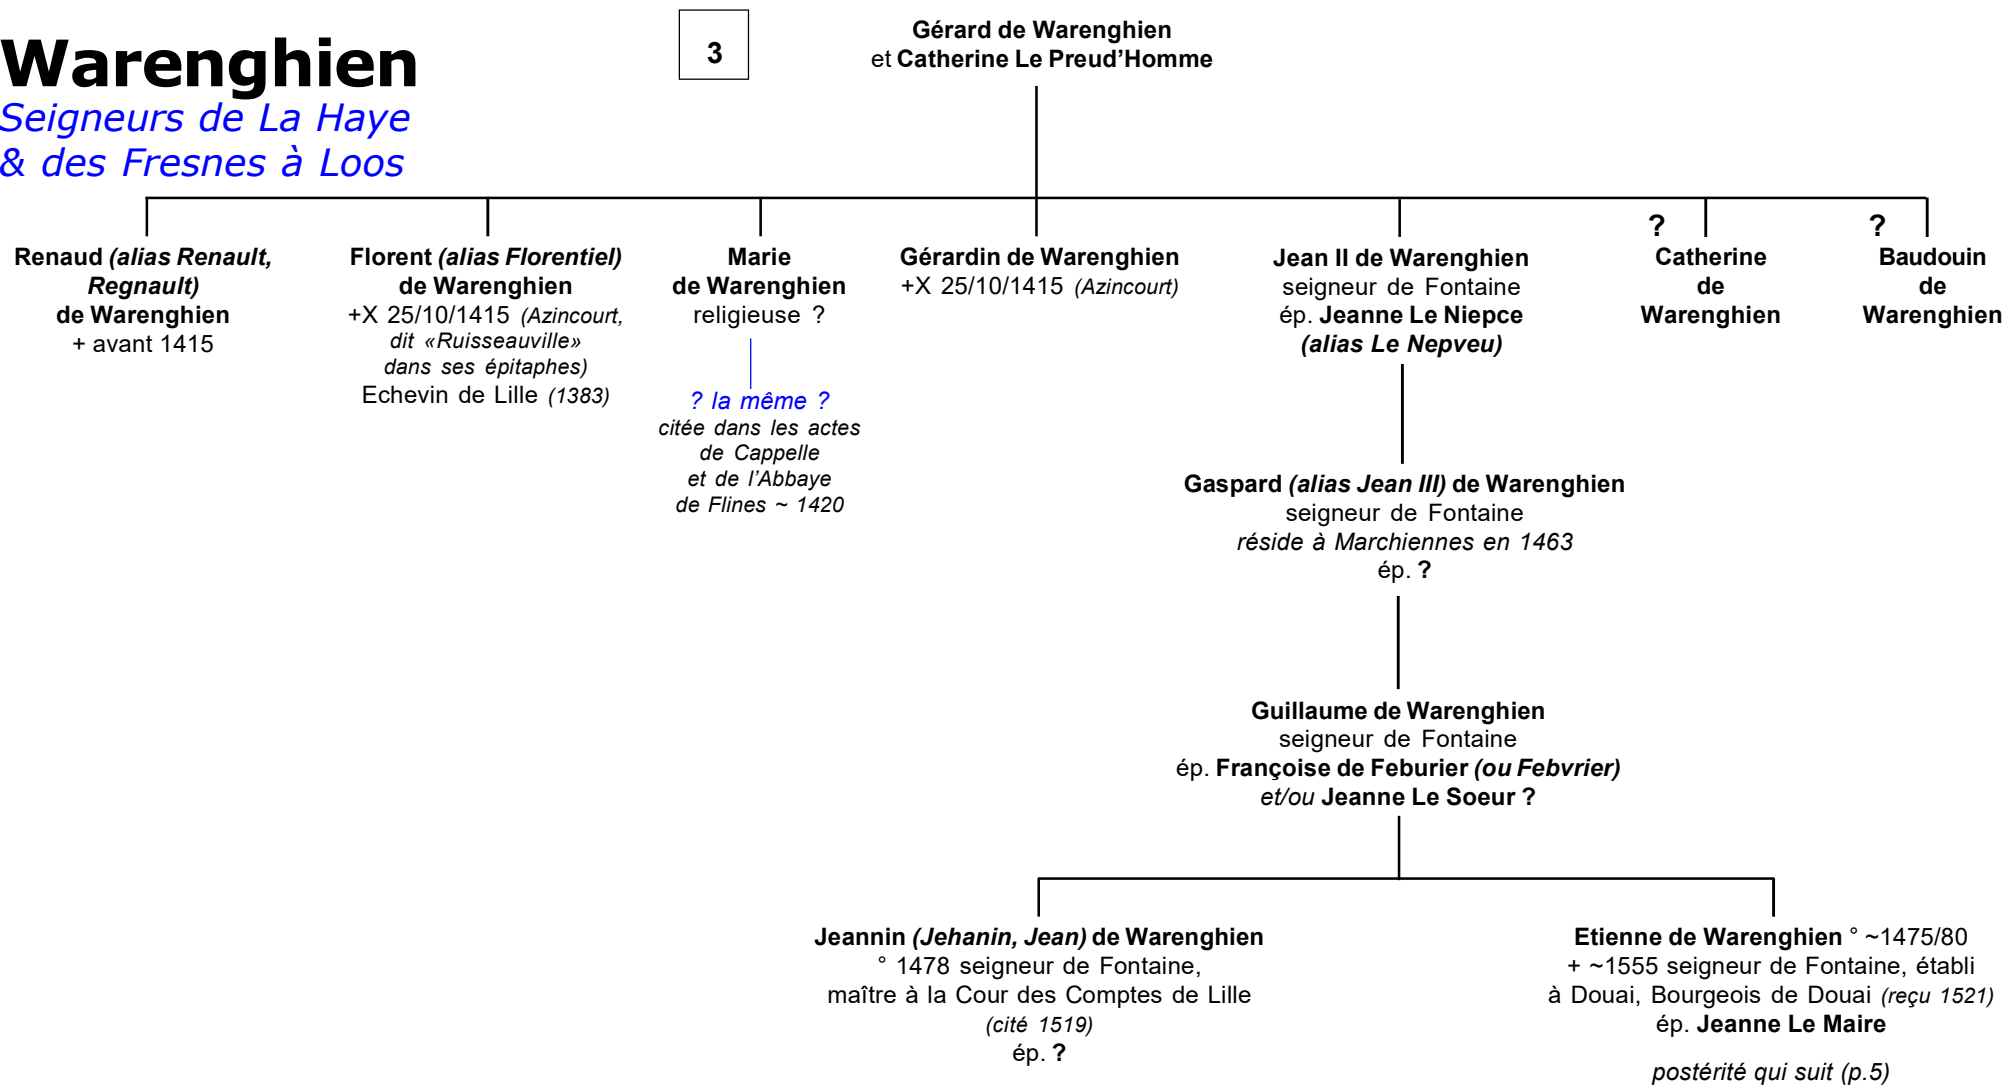 Warenghien
Seigneurs de La Haye
& des Fresnes à Loos
3
Gérard de Warenghien
et Catherine Le Preud’Homme
Renaud (alias Renault,
Regnault)
de Warenghien
+ avant 1415
Florent (alias Florentiel)
de Warenghien
+X 25/10/1415 (Azincourt,
dit «Ruisseauville»
dans ses épitaphes)
Echevin de Lille (1383)
Marie
de Warenghien
religieuse ?
? la même ?
citée dans les actes
de Cappelle
et de l’Abbaye
de Flines ~ 1420
Gérardin de Warenghien
+X 25/10/1415 (Azincourt)
Jean II de Warenghien
seigneur de Fontaine
ép. Jeanne Le Niepce
(alias Le Nepveu)
?
Catherine
de
Warenghien
?
Baudouin
de
Warenghien
Gaspard (alias Jean III) de Warenghien
seigneur de Fontaine
réside à Marchiennes en 1463
ép. ?
Guillaume de Warenghien
seigneur de Fontaine
ép. Françoise de Feburier (ou Febvrier)
et/ou Jeanne Le Soeur ?
Jeannin (Jehanin, Jean) de Warenghien
° 1478 seigneur de Fontaine,
maître à la Cour des Comptes de Lille
(cité 1519)
ép. ?
Etienne de Warenghien ° ~1475/80
+ ~1555 seigneur de Fontaine, établi
à Douai, Bourgeois de Douai (reçu 1521)
ép. Jeanne Le Maire
postérité qui suit (p.5)